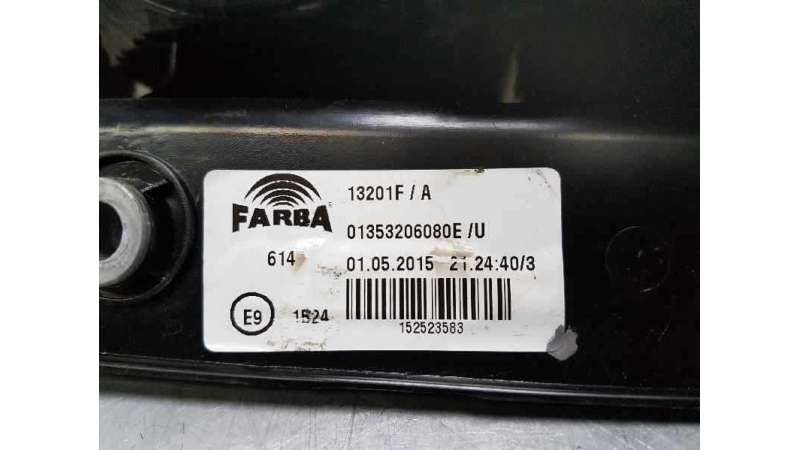 FARBA
13201F / A
01353206080E /U
614
01.05.2015 21.24:40/3
E9
1524
152523583